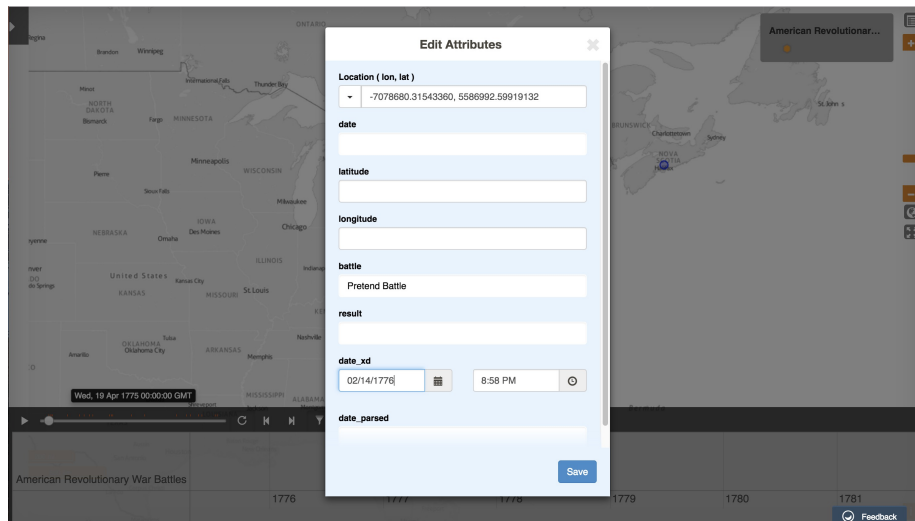 ONTARIO
Regina
Brandon Winnipeg
International Falls
Thunder Bay
Minot
NORTH DAKOTA
Bismarck
Fargo
MINNESOTA
Minneapolis
WISCONSIN
Pierre
Sioux Falls
Milwaukee
IOWA
Des Moines
Chicago
NEBRASKA
Omaha
ILLINOIS
United States
Kansas City
KANSAS
MISSOURI
St Louis
Nashville
Tulsa
OKLAHOMA
Oklahoma City
ARKANSAS
Amarillo
Memphis
MISSISSIPPI
ALABAMA
Wed, 19 Apr 1775 00:00:00 GMT
Edit Attributes
Location ( lon, lat )
-7078680.31543360, 5586992.59919132
date
latitude
longitude
battle
Pretend Battle
result
date_xd
02/14/1776
8:58 PM
date_parsed
Save
American Revolutionar...
St. John s
BRUNSWICK
Charlottetown
Sydney
NOVA SCOTIA
Halifax
Bermuda
American Revolutionary War Battles
1776 1777 1778 1779 1780 1781
Feedback